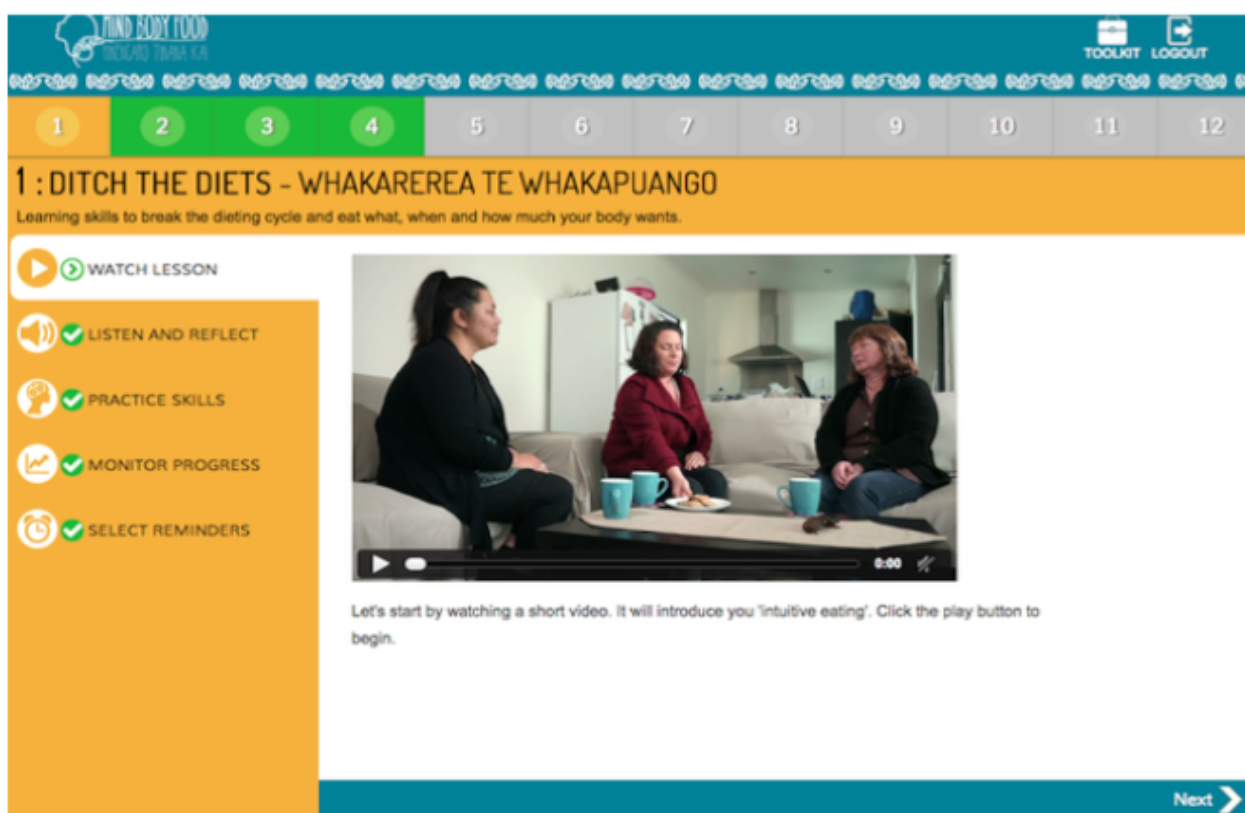 MIND BODY FOOD
HINENGARO TINANA KAI
TOOLKIT LOGOUT
1 2 3 4 5 6 7 8 9 10 11 12
1 : DITCH THE DIETS - WHAKAREREA TE WHAKAPUANGO
Learning skills to break the dieting cycle and eat what, when and how much your body wants.
WATCH LESSON
LISTEN AND REFLECT
PRACTICE SKILLS
MONITOR PROGRESS
SELECT REMINDERS
0:00
Let's start by watching a short video. It will introduce you 'intuitive eating'. Click the play button to
begin.
Next